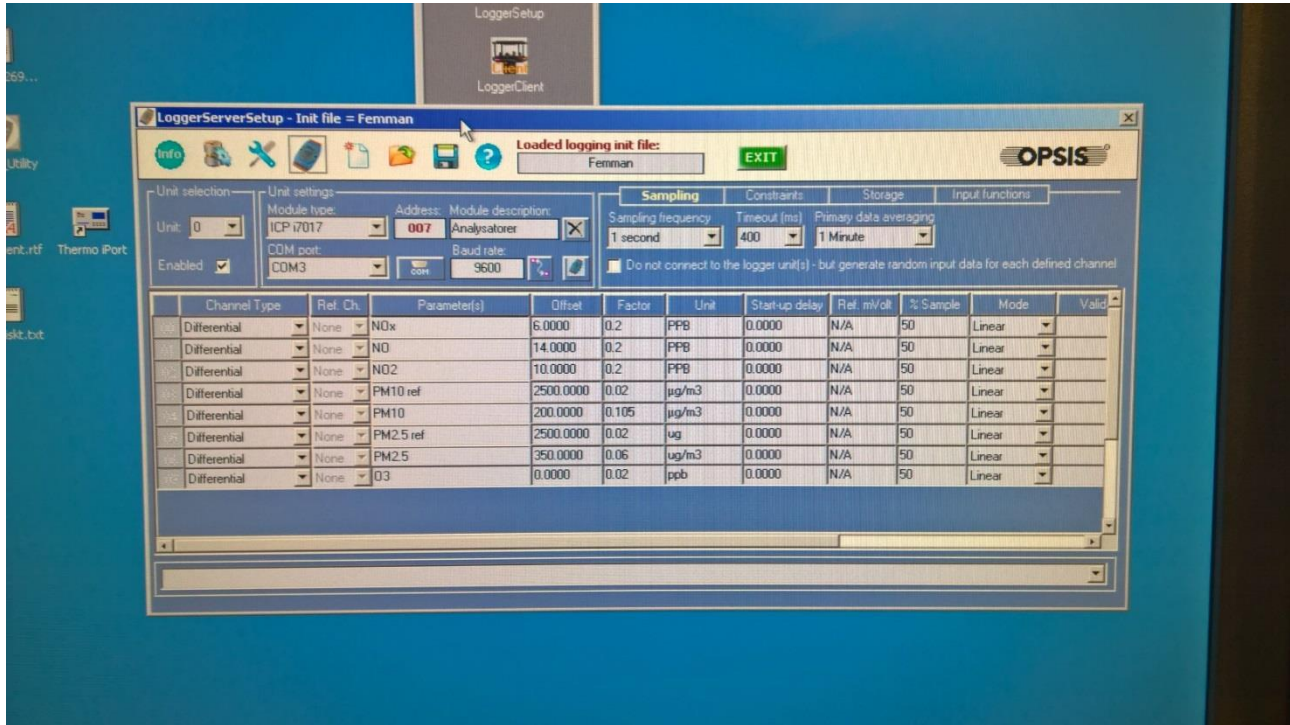 LoggerSetup
LoggerClient
269...
Utility
ent.rtf
Thermo iPort
skt.txt
LoggerServerSetup - Init file = Femman
Info
Loaded logging init file:
Femman
EXIT
OPSIS
Unit selection
Unit: 0
Enabled
Unit settings
Module type: Address: Module description:
ICP i7017 007 Analysatorer
COM port: Baud rate:
COM3 COM 9600
Sampling Constraints Storage Input functions
Sampling frequency Timeout (ms) Primary data averaging
1 second 400 1 Minute
Do not connect to the logger unit(s) - but generate random input data for each defined channel
Channel Type Ref. Ch. Parameter(s) Offset Factor Unit Start-up delay Ref. mVolt % Sample Mode Valid
Differential None NOx 6.0000 0.2 PPB 0.0000 N/A 50 Linear
Differential None NO 14.0000 0.2 PPB 0.0000 N/A 50 Linear
Differential None NO2 10.0000 0.2 PPB 0.0000 N/A 50 Linear
Differential None PM10 ref 2500.0000 0.02 µg/m3 0.0000 N/A 50 Linear
Differential None PM10 200.0000 0.105 µg/m3 0.0000 N/A 50 Linear
Differential None PM2.5 ref 2500.0000 0.02 ug 0.0000 N/A 50 Linear
Differential None PM2.5 350.0000 0.06 ug/m3 0.0000 N/A 50 Linear
Differential None O3 0.0000 0.02 ppb 0.0000 N/A 50 Linear